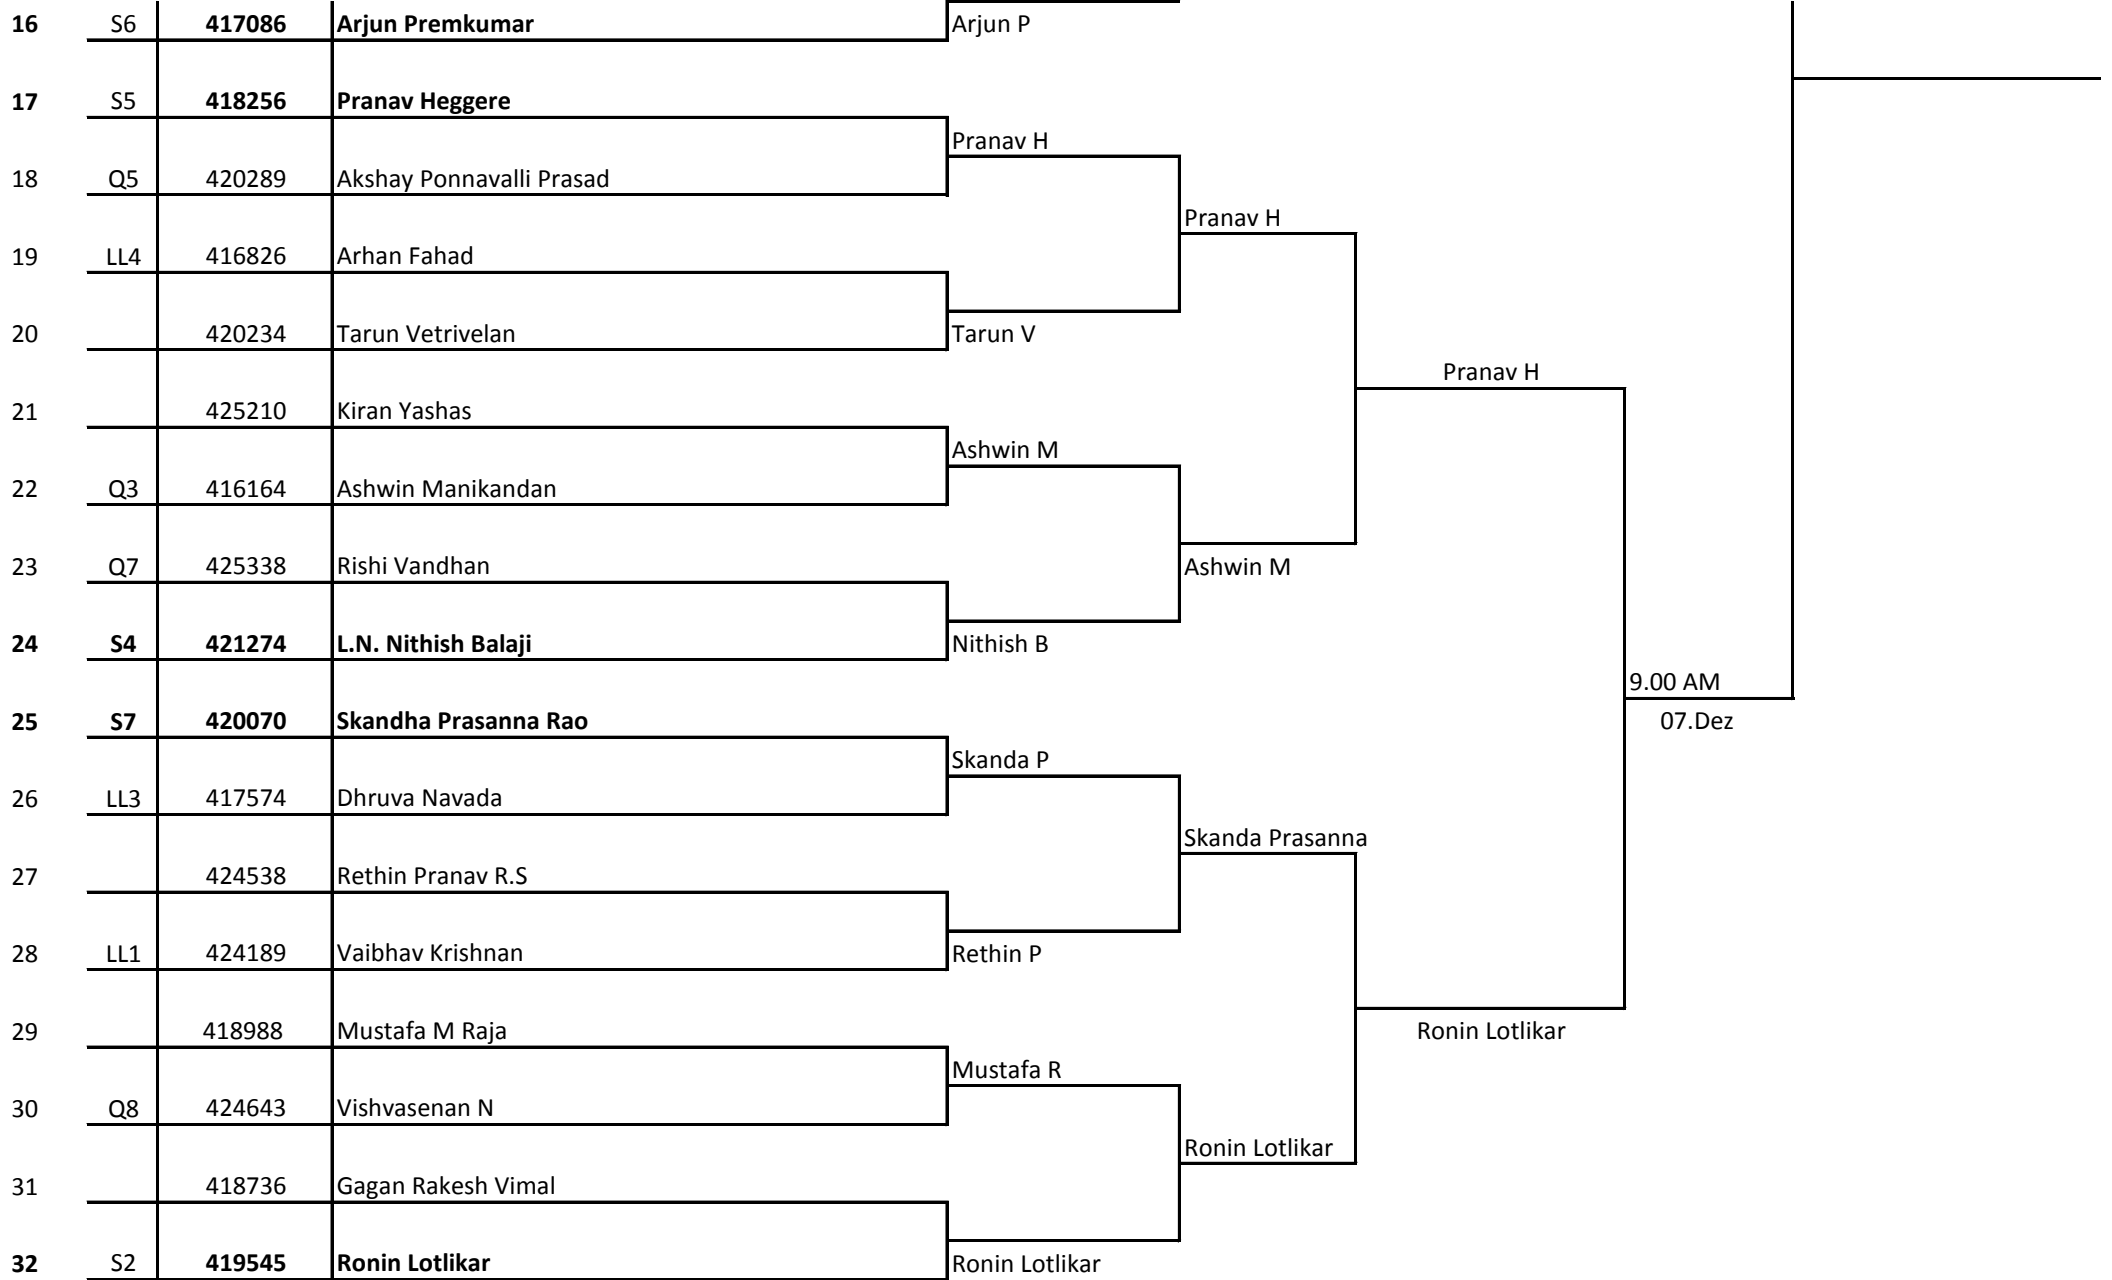 16 S6 417086 Arjun Premkumar Arjun P
17 S5 418256 Pranav Heggere
Pranav H
18 Q5 420289 Akshay Ponnavalli Prasad
Pranav H
19 LL4 416826 Arhan Fahad
20 420234 Tarun Vetrivelan Tarun V
Pranav H
21 425210 Kiran Yashas
Ashwin M
22 Q3 416164 Ashwin Manikandan
23 Q7 425338 Rishi Vandhan Ashwin M
24 S4 421274 L.N. Nithish Balaji Nithish B
9.00 AM
25 S7 420070 Skandha Prasanna Rao 07.Dez
Skanda P
26 LL3 417574 Dhruva Navada
Skanda Prasanna
27 424538 Rethin Pranav R.S
28 LL1 424189 Vaibhav Krishnan Rethin P
29 418988 Mustafa M Raja Ronin Lotlikar
Mustafa R
30 Q8 424643 Vishvasenan N
Ronin Lotlikar
31 418736 Gagan Rakesh Vimal
32 S2 419545 Ronin Lotlikar Ronin Lotlikar